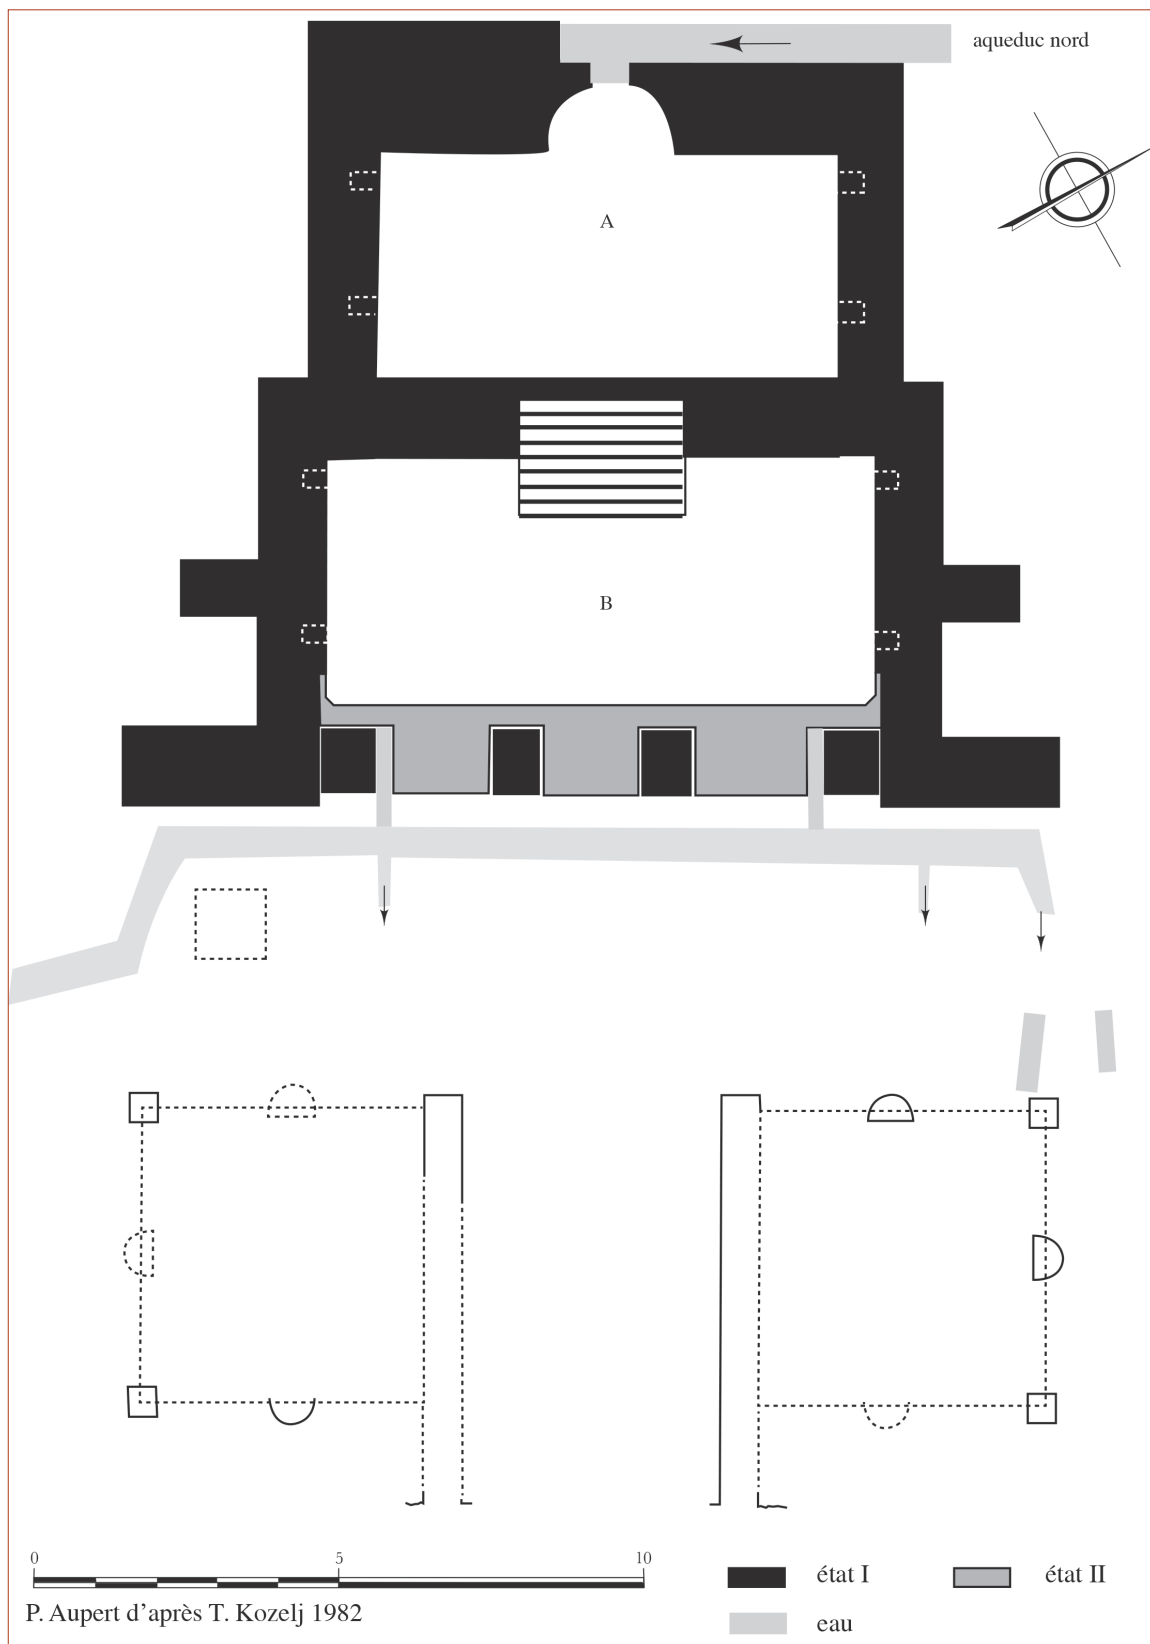 aqueduc nord
A
B
0 5 10
état I état II
P. Aupert d'après T. Kozelj 1982
eau